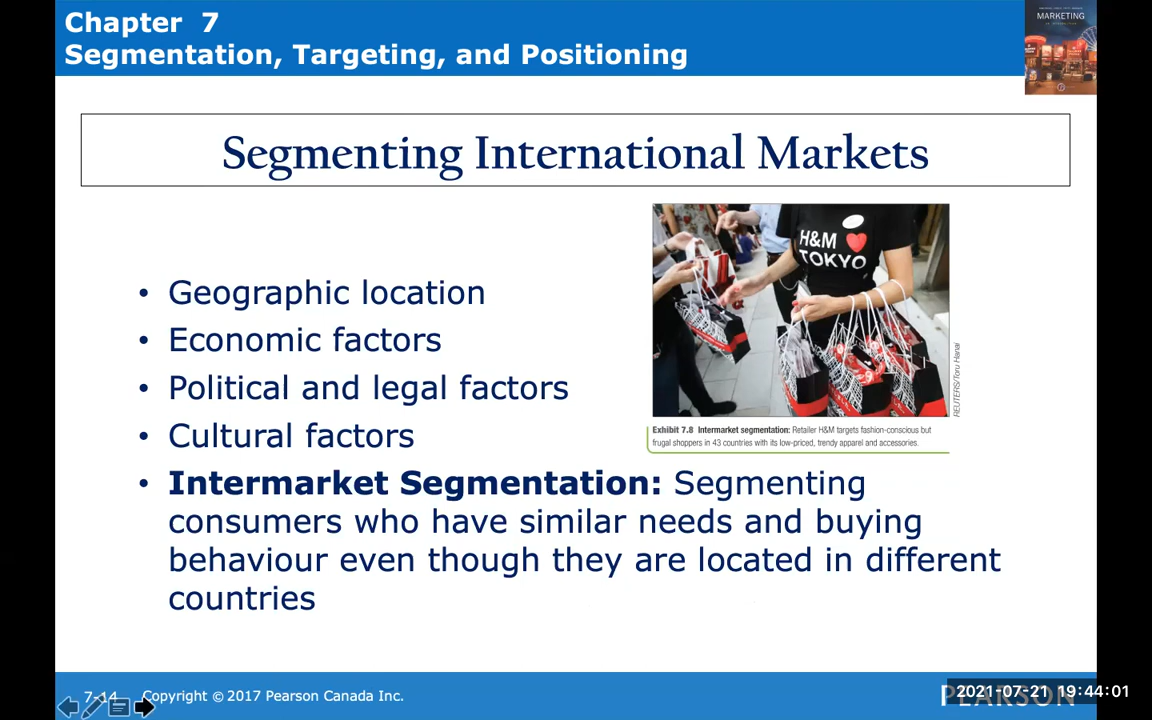 Chapter 7
Segmentation, Targeting, and Positioning
MARKETING
Segmenting International Markets
H&M
TOKYO
• Geographic location
• Economic factors
• Political and legal factors
• Cultural factors
REUTERS/Toru Hanai
Exhibit 7.8 Intermarket segmentation: Retailer H&M targets fashion-conscious but
frugal shoppers in 43 countries with its low-priced, trendy apparel and accessories.
• Intermarket Segmentation: Segmenting
consumers who have similar needs and buying
behaviour even though they are located in different
countries
7-14 Copyright © 2017 Pearson Canada Inc.
PEARSON
2021-07-21 19:44:01